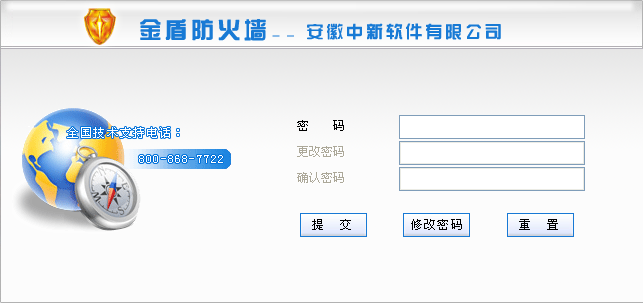 金盾防火墙-- 安徽中新软件有限公司
全国技术支持电话：
800-868-7722
密 码
更改密码
确认密码
提 交 修改密码 重 置